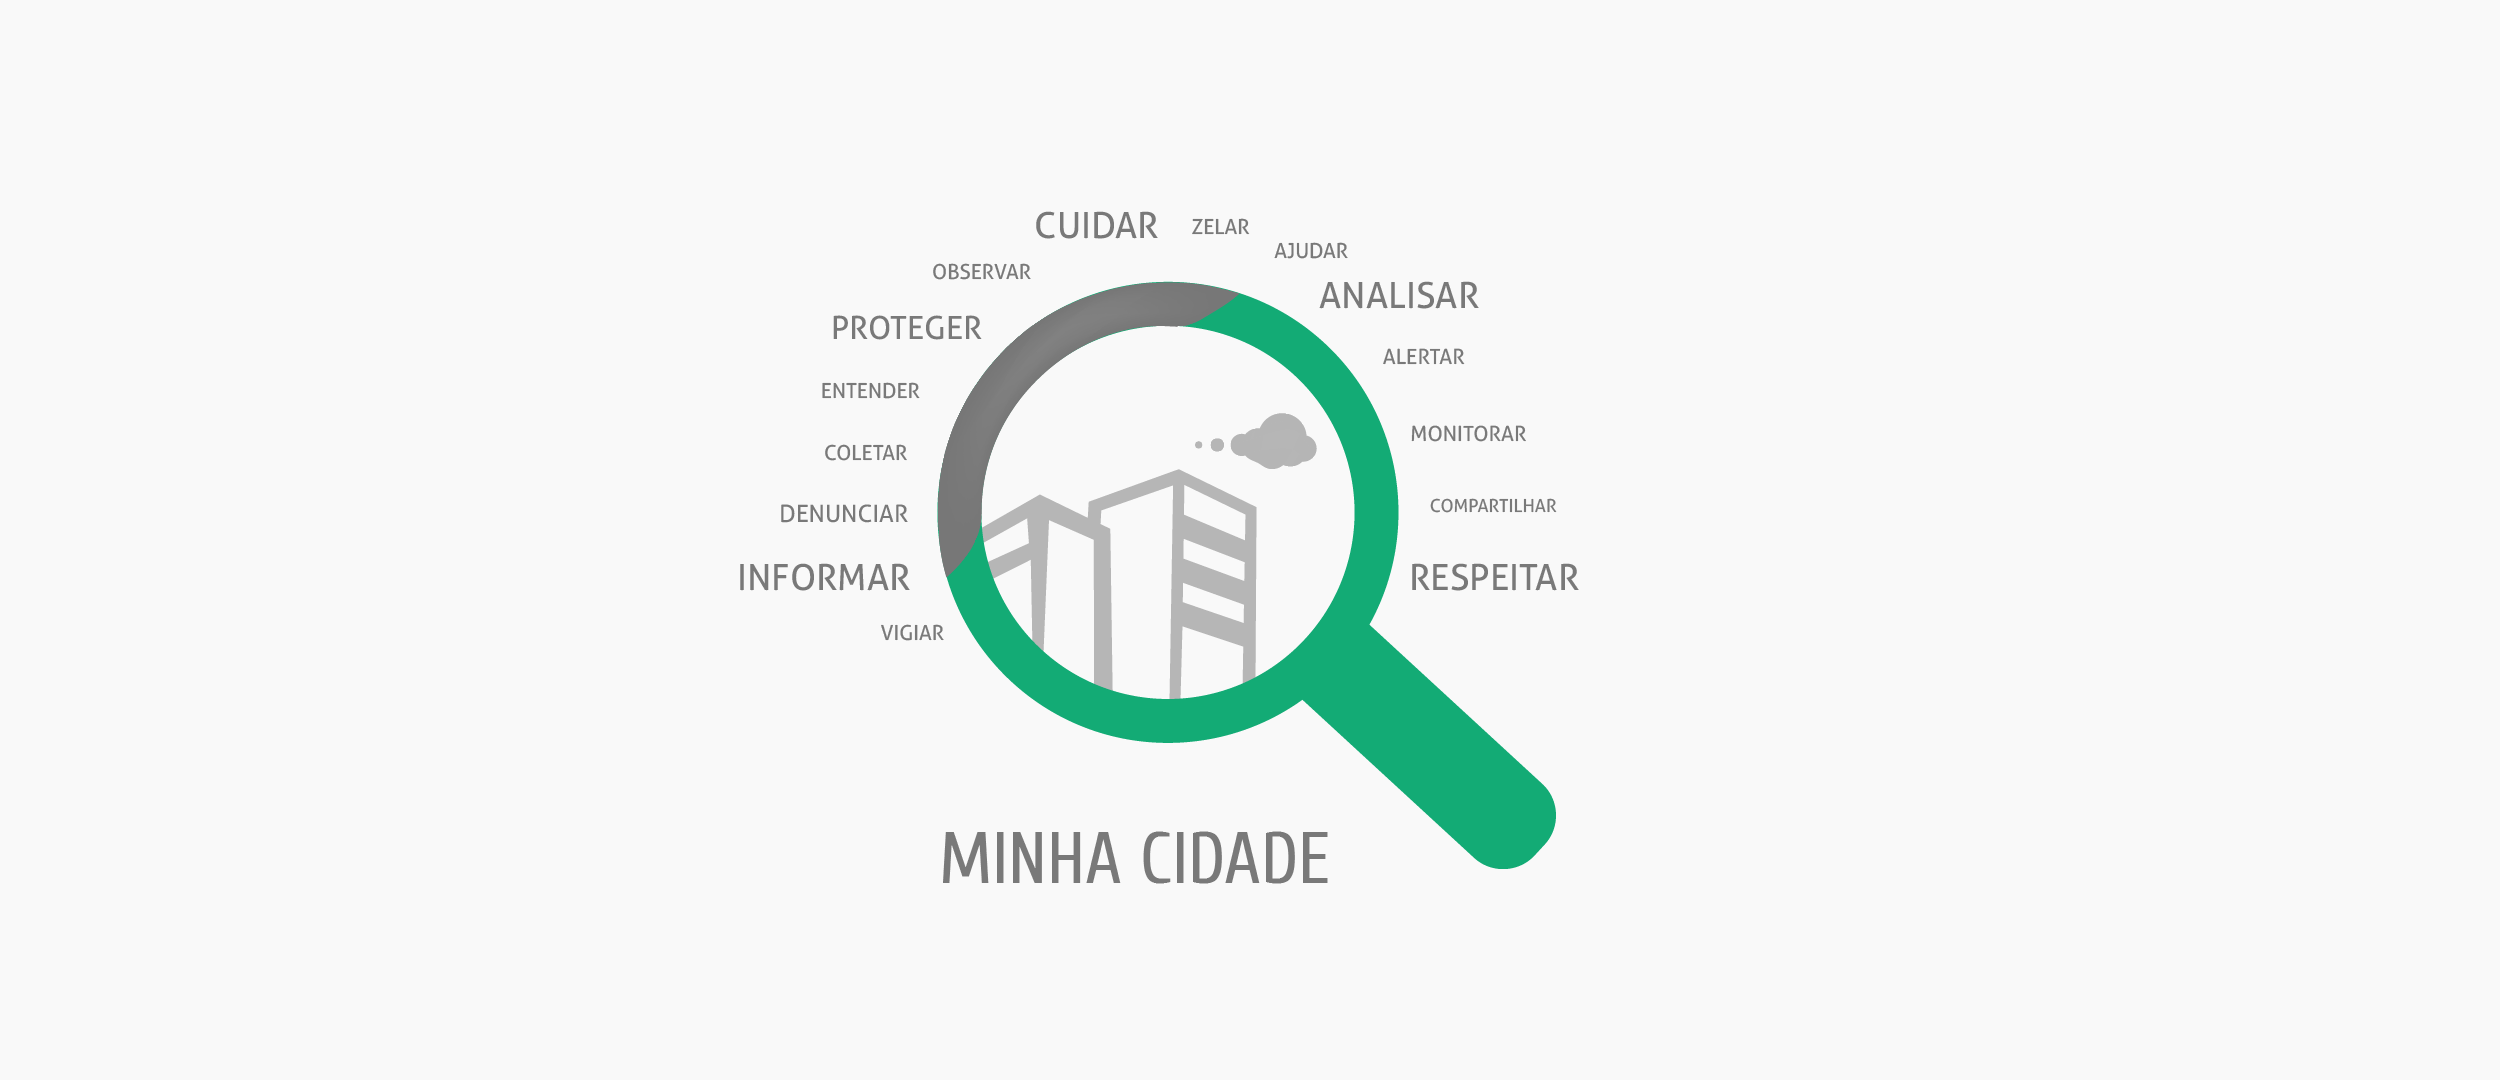 CUIDAR
ZELAR
AJUDAR
OBSERVAR
ANALISAR
PROTEGER
ALERTAR
ENTENDER
MONITORAR
COLETAR
COMPARTILHAR
DENUNCIAR
INFORMAR
RESPEITAR
VIGIAR
MINHA CIDADE